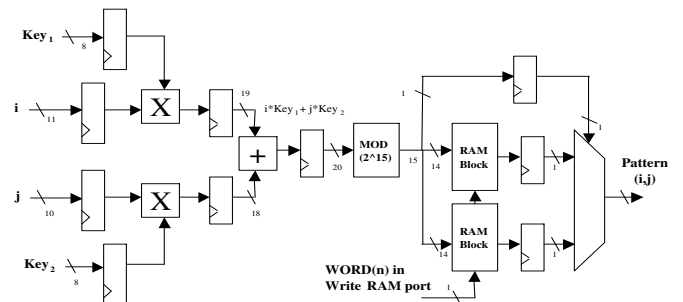 Key1
8
i
11
j
10
Key2
8
X
X
19
18
i*Key1 + j*Key2
+
20
MOD
(2^15)
15
1
14
14
RAM
Block
RAM
Block
1
1
1
Pattern
(i,j)
WORD(n) in
Write RAM port
1